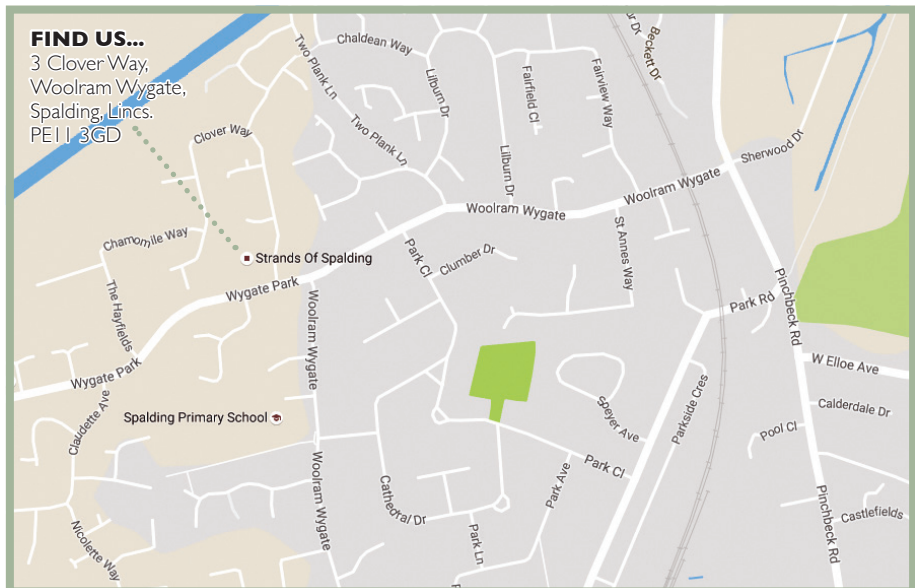 FIND US...
3 Clover Way,
Woolram Wygate,
Spalding, Lincs.
PE11 3GD
Two Plank Ln
Chaldean Way
Lilburn Dr
Fairfield Cl
Fairview Way
Beckett Dr
Clover Way
Two Plank Ln
Lilburn Dr
Sherwood Dr
Woolram Wygate
Woolram Wygate
St Annes Way
Chamomile Way
Park Cl
Clumber Dr
Strands Of Spalding
The Hayfields
Wygate Park
Woolram Wygate
Park Rd
Pinchbeck Rd
Wygate Park
W Elloe Ave
Claudette Ave
Spalding Primary School
Speyer Ave
Parkside Cres
Calderdale Dr
Pool Cl
Woolram Wygate
Cathedral Dr
Park Ave
Park Cl
Pinchbeck Rd
Castlefields
Nicolette Way
Park Ln